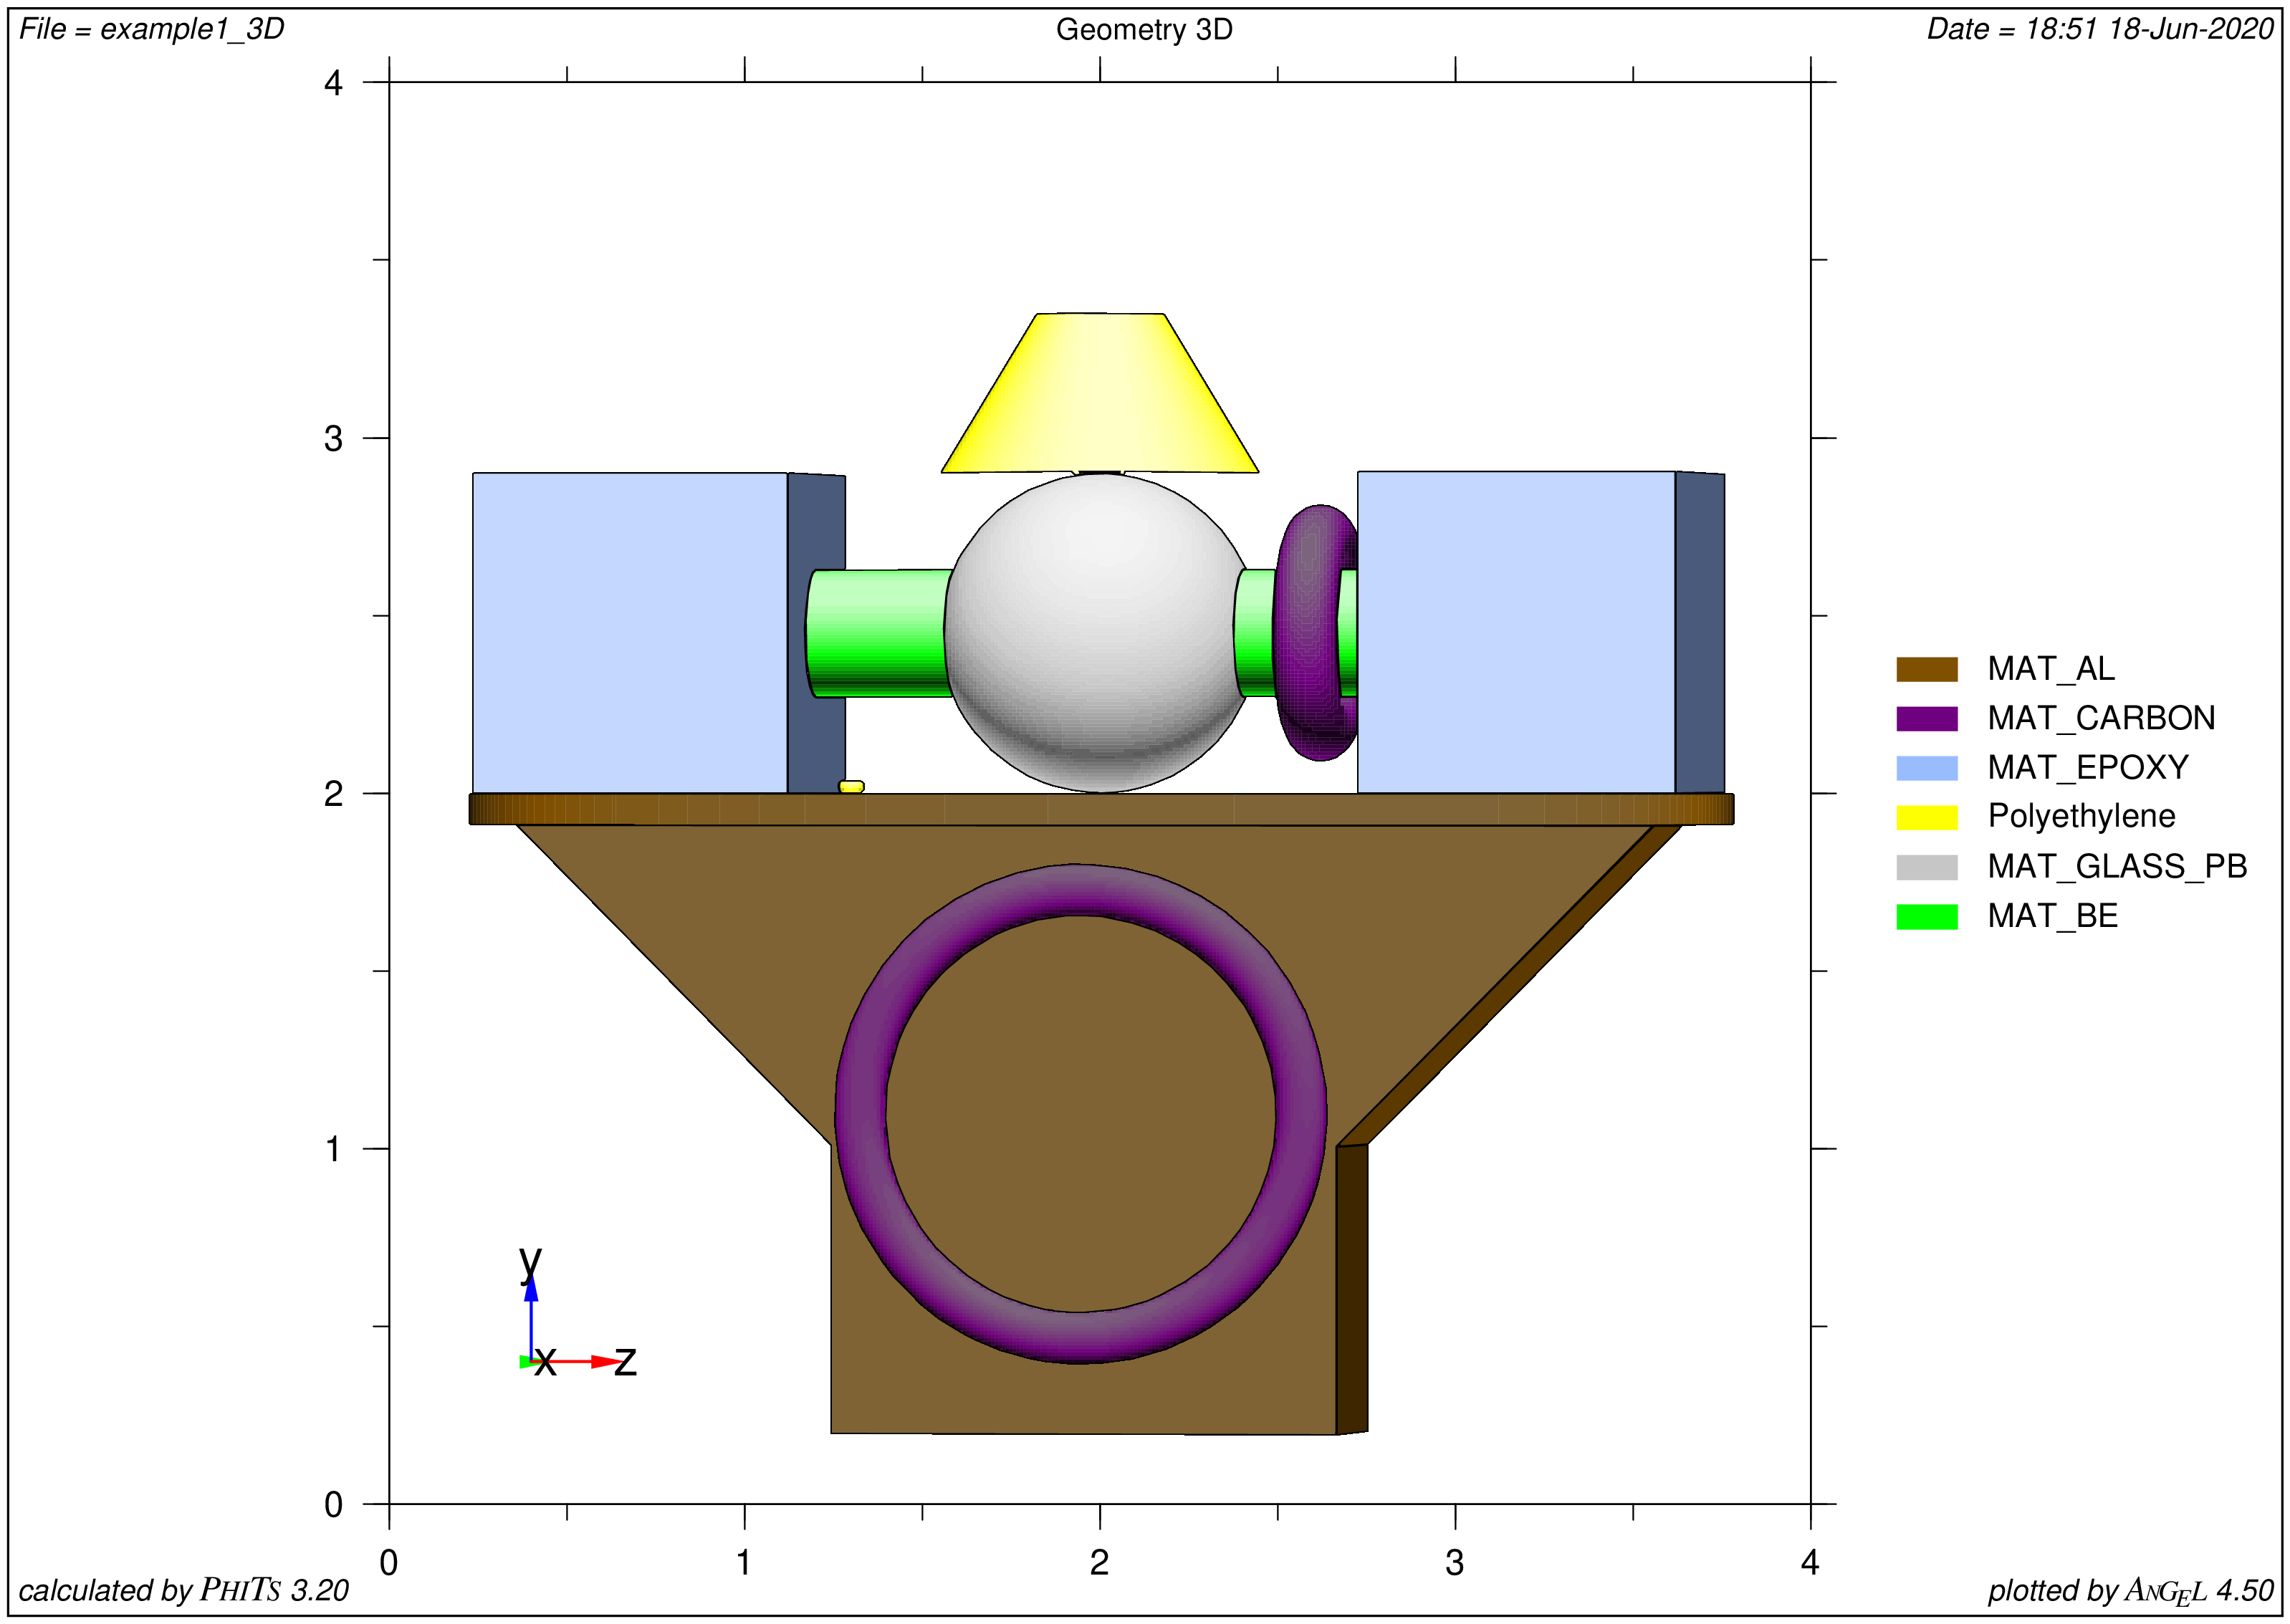 File = example1_3D
Geometry 3D
Date = 18:51 18-Jun-2020
4
3
2
1
0
0 1 2 3 4
y
x z
MAT_AL
MAT_CARBON
MAT_EPOXY
Polyethylene
MAT_GLASS_PB
MAT_BE
calculated by PHITS 3.20
plotted by ANGEL 4.50